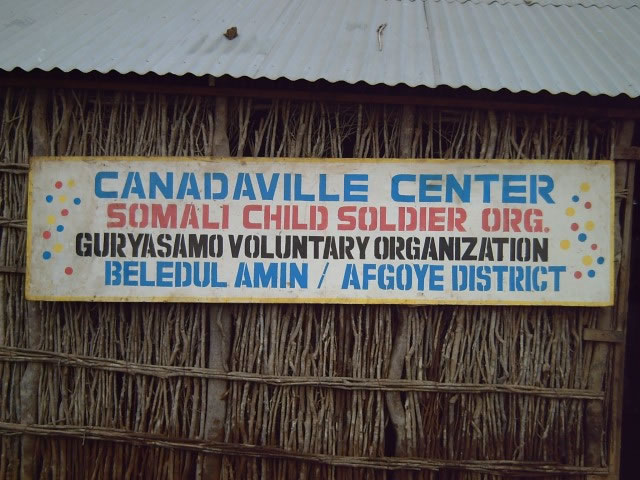 CANADAVILLE CENTER
SOMALI CHILD SOLDIER ORG.
GURYASAMO VOLUNTARY ORGANIZATION
BELEDUL AMIN / AFGOYE DISTRICT